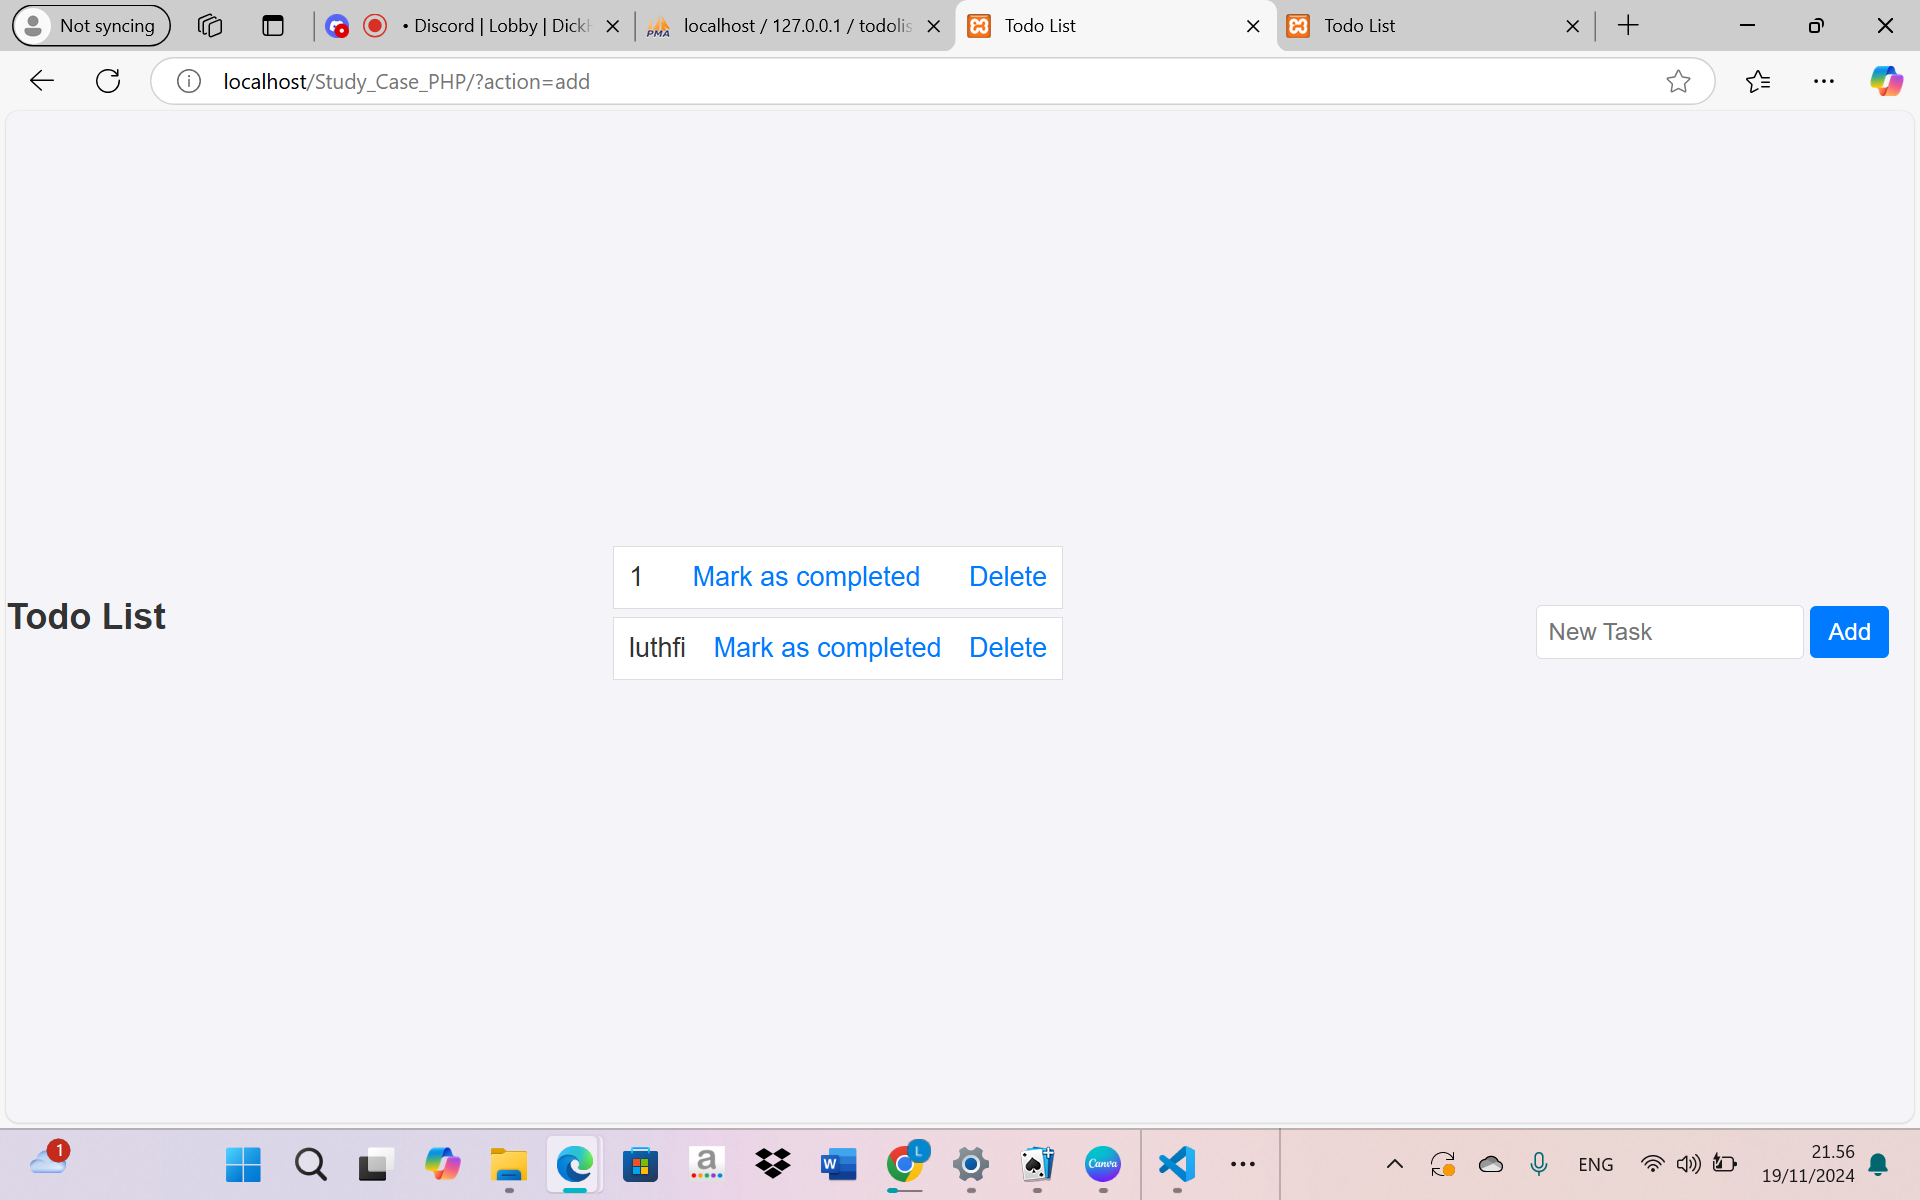 Not syncing
• Discord | Lobby | Dick
localhost / 127.0.0.1 / todolis
Todo List
Todo List
localhost/Study_Case_PHP/?action=add
1 Mark as completed Delete
Todo List
luthfi Mark as completed Delete
New Task Add
1
ENG
21.56
19/11/2024
PMA
a
W
L
Canva